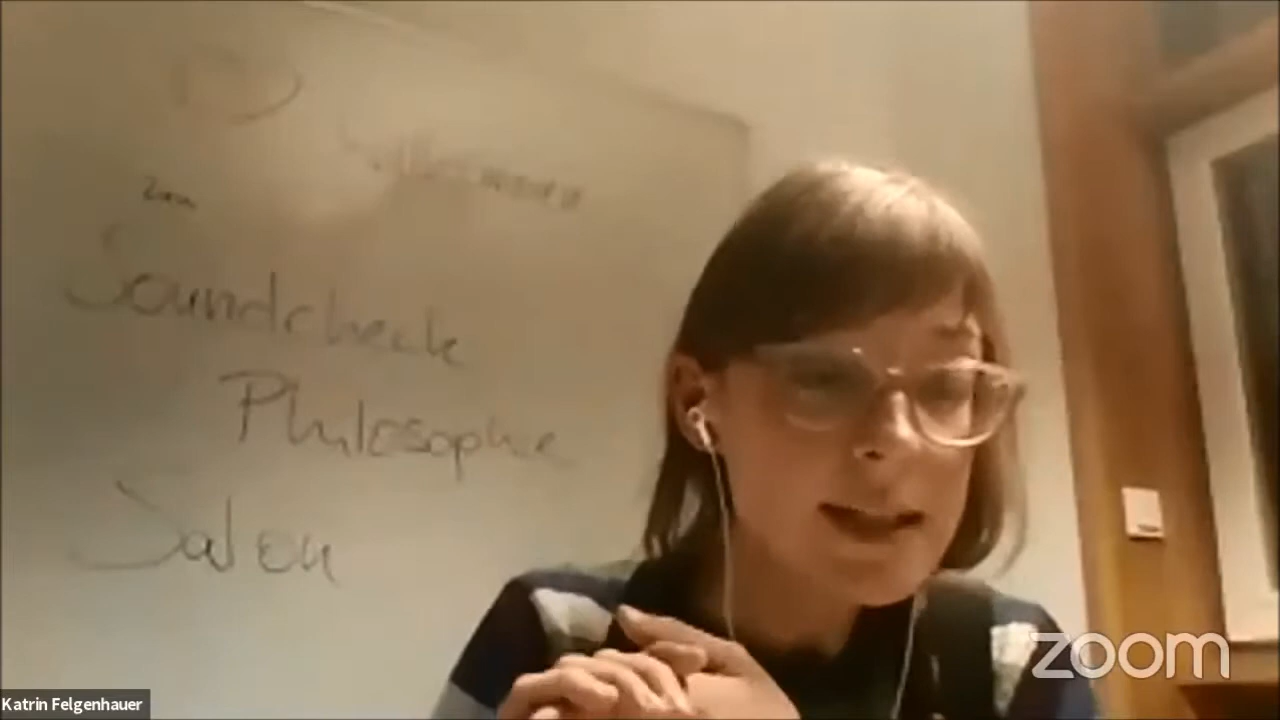 zum
Soundcheck
Philosophie
Salon
zoom
Katrin Felgenhauer